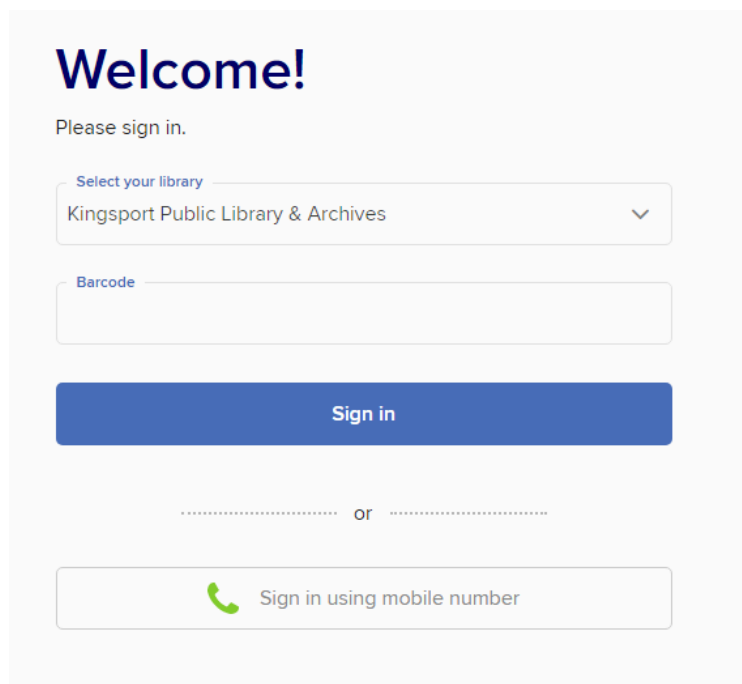 Welcome!
Please sign in.
Select your library
Kingsport Public Library & Archives
Barcode
Sign in
or
Sign in using mobile number